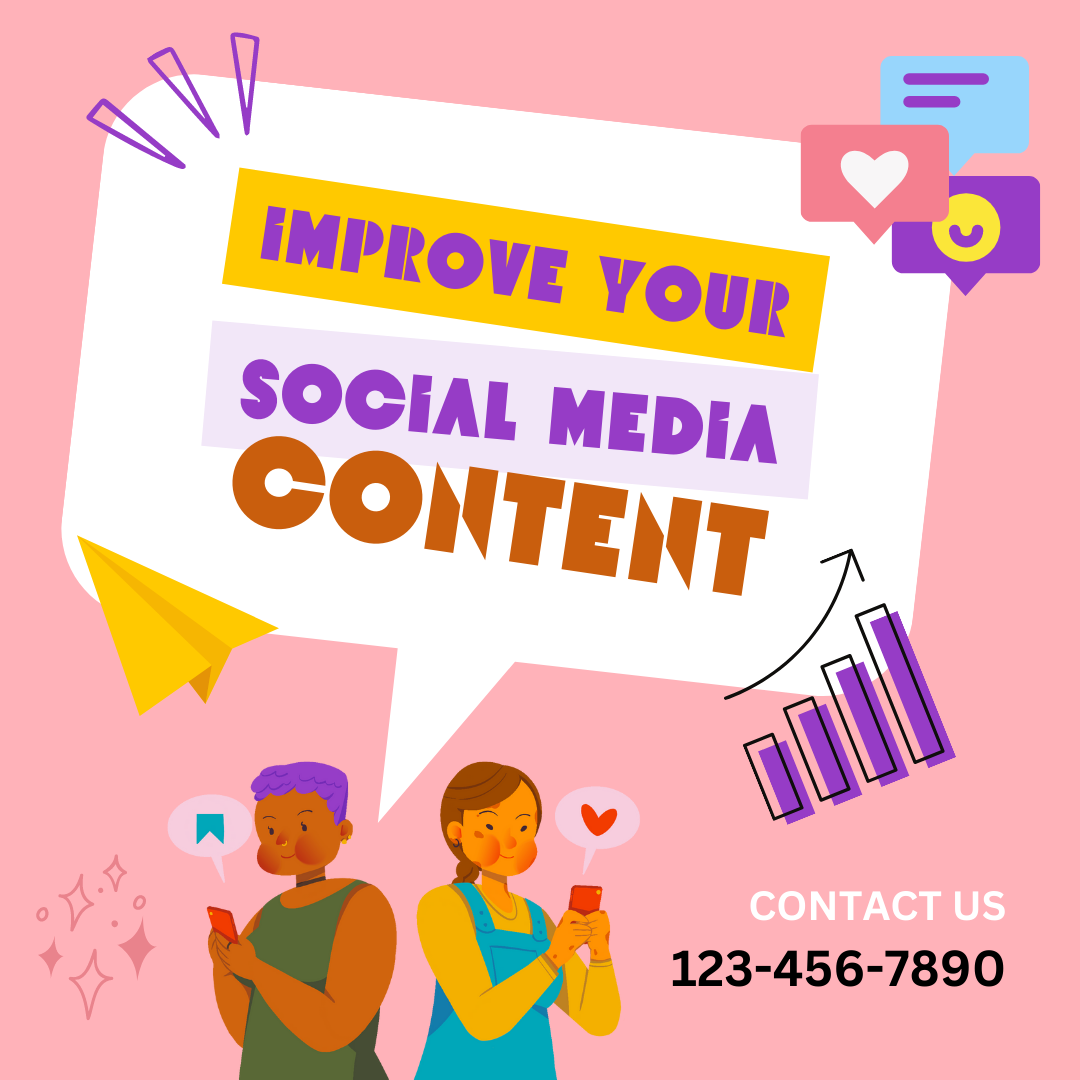 IMPROVE YOUR
SOCIAL MEDIA
CONTENT
CONTACT US
123-456-7890